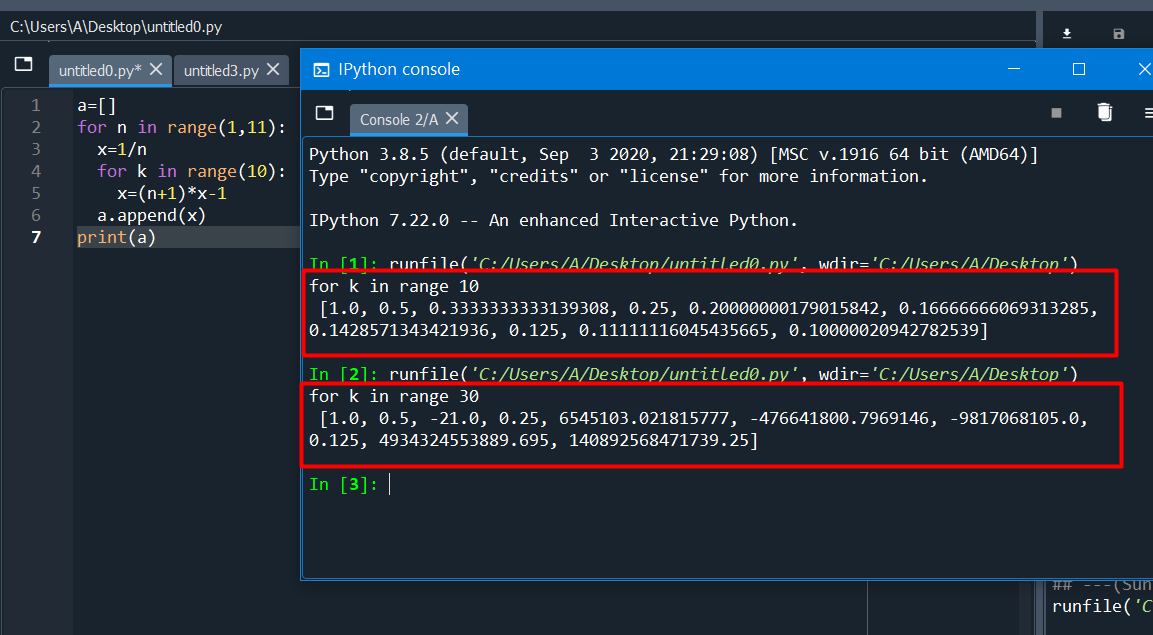 C:\Users\A\Desktop\untitled0.py
untitled0.py*
untitled3.py
1 a=[]
2 for n in range(1,11):
3 x=1/n
4 for k in range(10):
5 x=(n+1)*x-1
6 a.append(x)
7 print(a)
IPython console
Console 2/A
Python 3.8.5 (default, Sep  3 2020, 21:29:08) [MSC v.1916 64 bit (AMD64)]
Type "copyright", "credits" or "license" for more information.
IPython 7.22.0 -- An enhanced Interactive Python.
In [1]: runfile('C:/Users/A/Desktop/untitled0.py', wdir='C:/Users/A/Desktop')
for k in range 10
[1.0, 0.5, 0.3333333333139308, 0.25, 0.20000000179015842, 0.16666666069313285,
0.1428571343421936, 0.125, 0.11111116045435665, 0.10000020942782539]
In [2]: runfile('C:/Users/A/Desktop/untitled0.py', wdir='C:/Users/A/Desktop')
for k in range 30
[1.0, 0.5, -21.0, 0.25, 6545103.021815777, -476641800.7969146, -9817068105.0,
0.125, 4934324553889.695, 140892568471739.25]
In [3]:
## ---(Sun
runfile('C